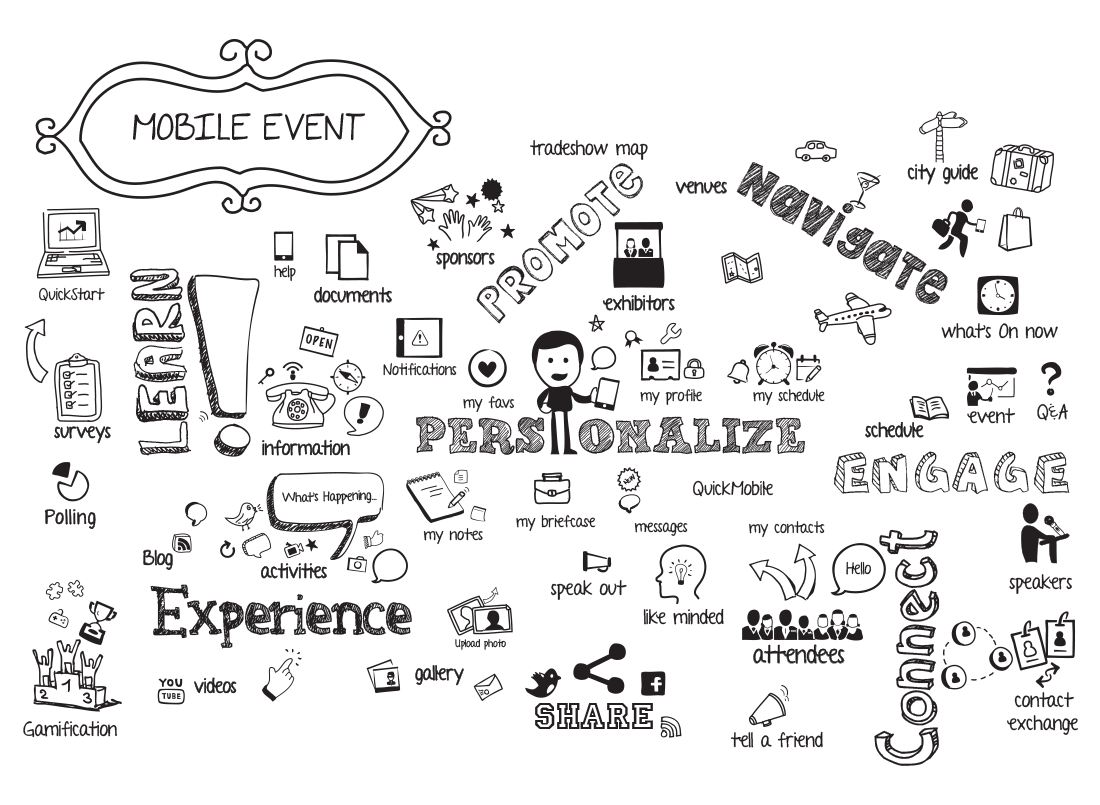 MOBILE EVENT
tradeshow map
PROMOTE
sponsors
exhibitors
venues
Navigate
city guide
what's On now
QuickStart
surveys
Polling
LEARN!
help
documents
OPEN
information
Notifications
my favs
my profile
my schedule
PERSONALIZE
schedule
event
Q&A
ENGAGE
What's Happening...
Blog
activities
my notes
my briefcase
NEW
messages
QuickMobile
my contacts
speak out
like minded
Hello
attendees
Connect
speakers
contact
exchange
Experience
Upload photo
2 1 3
Gamification
YOU
TUBE
videos
gallery
f
SHARE
tell a friend